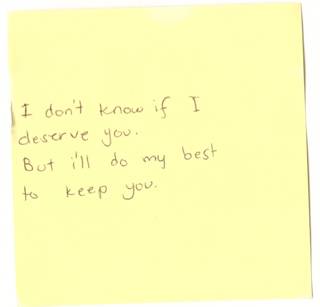 I don't know if I
deserve you.
But i'll do my best
to keep you.